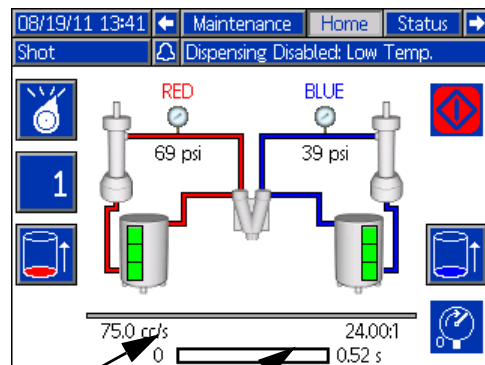 08/19/11 13:41 Maintenance Home Status
Shot Dispensing Disabled: Low Temp.
RED BLUE
69 psi 39 psi
1
75.0 cc/s 24.00:1
0 0.52 s
0